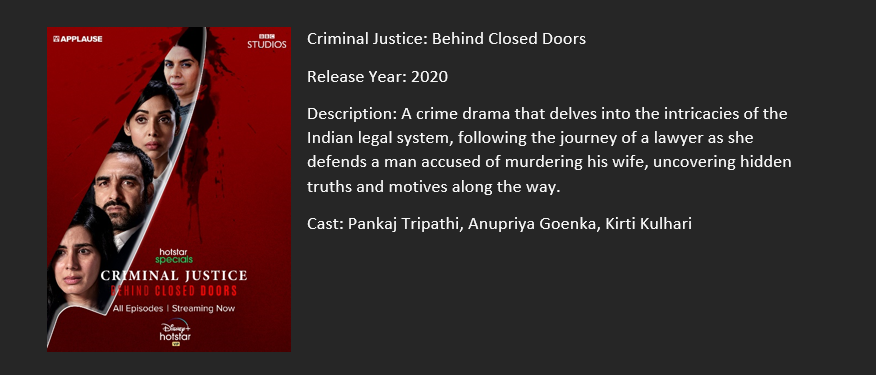 APPLAUSE
BBC
STUDIOS
hotstar
specials
CRIMINAL JUSTICE
BEHIND CLOSED DOORS
All Episodes | Streaming Now
Disney+
hotstar
VIP
Criminal Justice: Behind Closed Doors
Release Year: 2020
Description: A crime drama that delves into the intricacies of the
Indian legal system, following the journey of a lawyer as she
defends a man accused of murdering his wife, uncovering hidden
truths and motives along the way.
Cast: Pankaj Tripathi, Anupriya Goenka, Kirti Kulhari